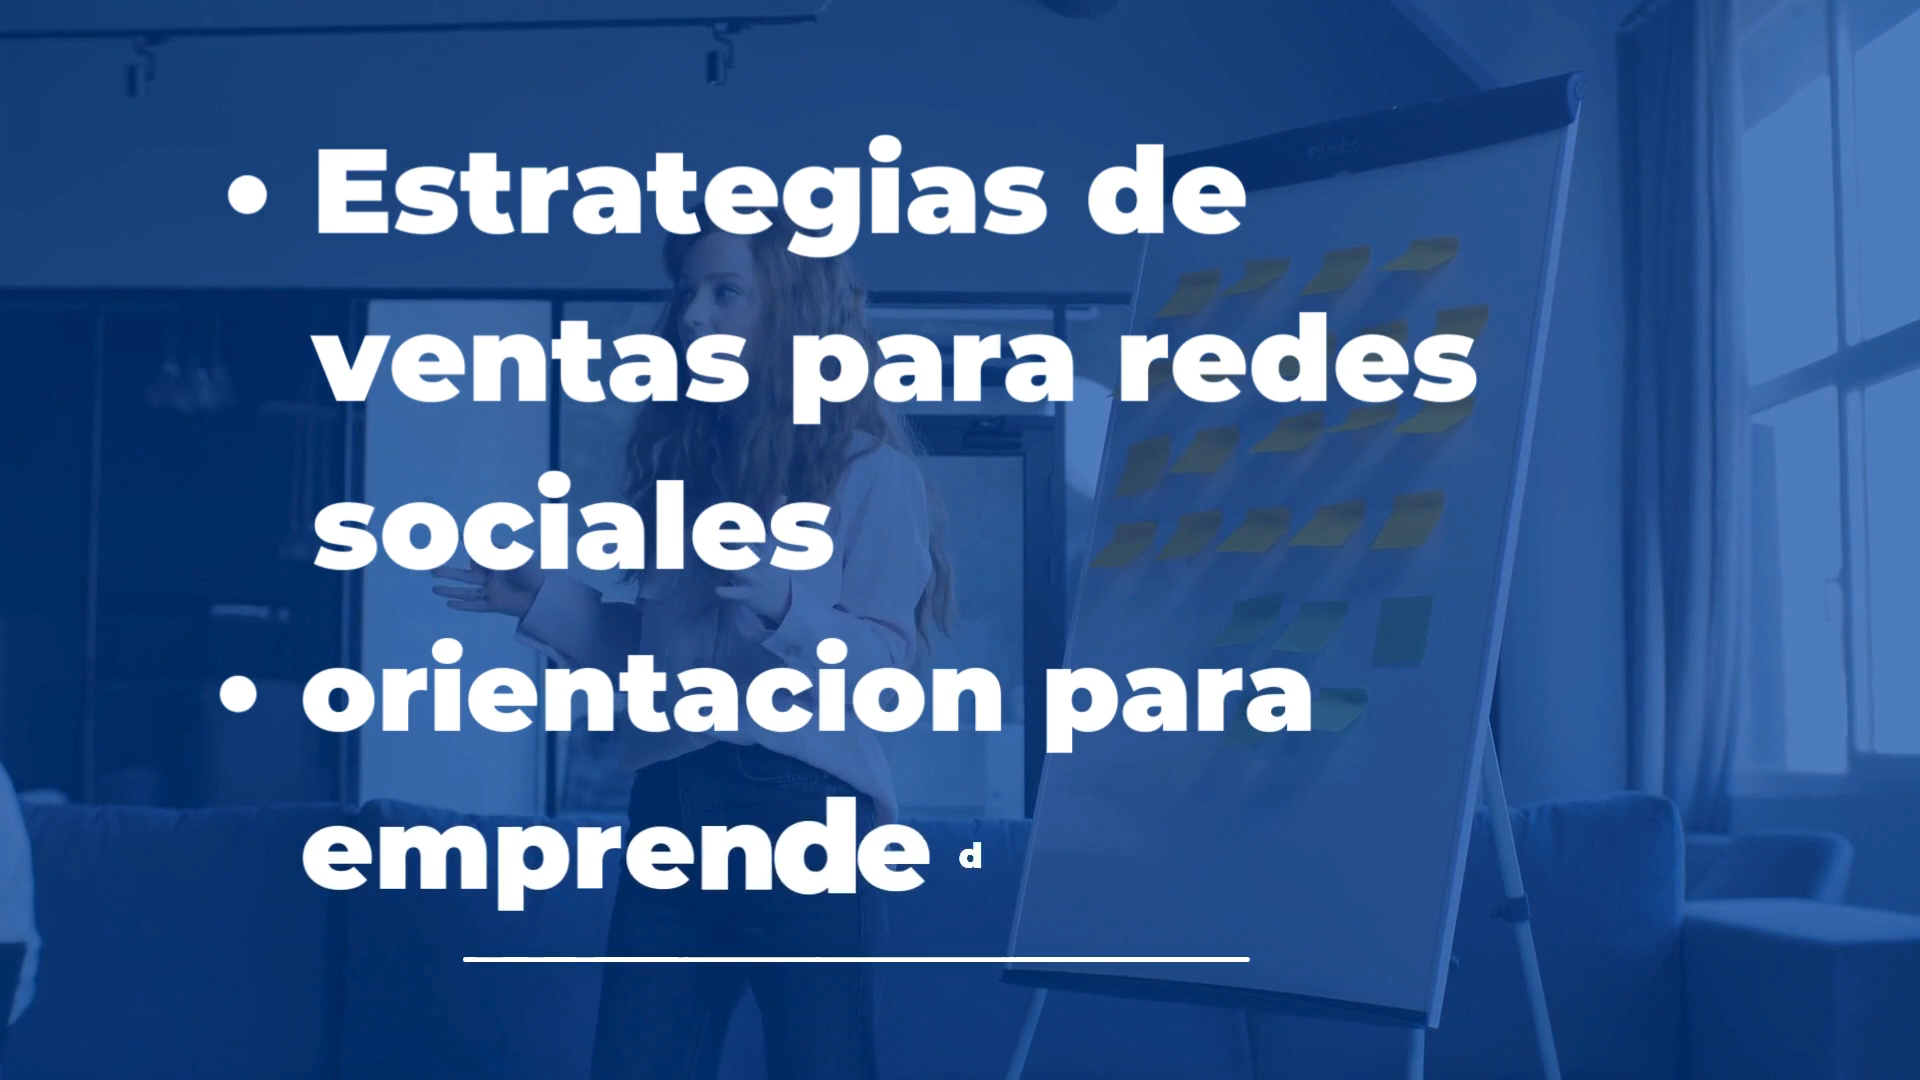 • Estrategias de
ventas para redes
sociales
• orientacion para
emprende d